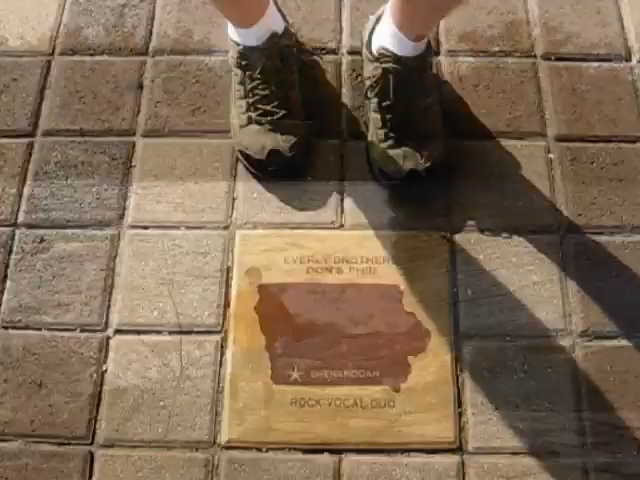 EVERLY BROTHERS
DON & PHIL
SHENANDOAH
ROCK VOCAL DUO